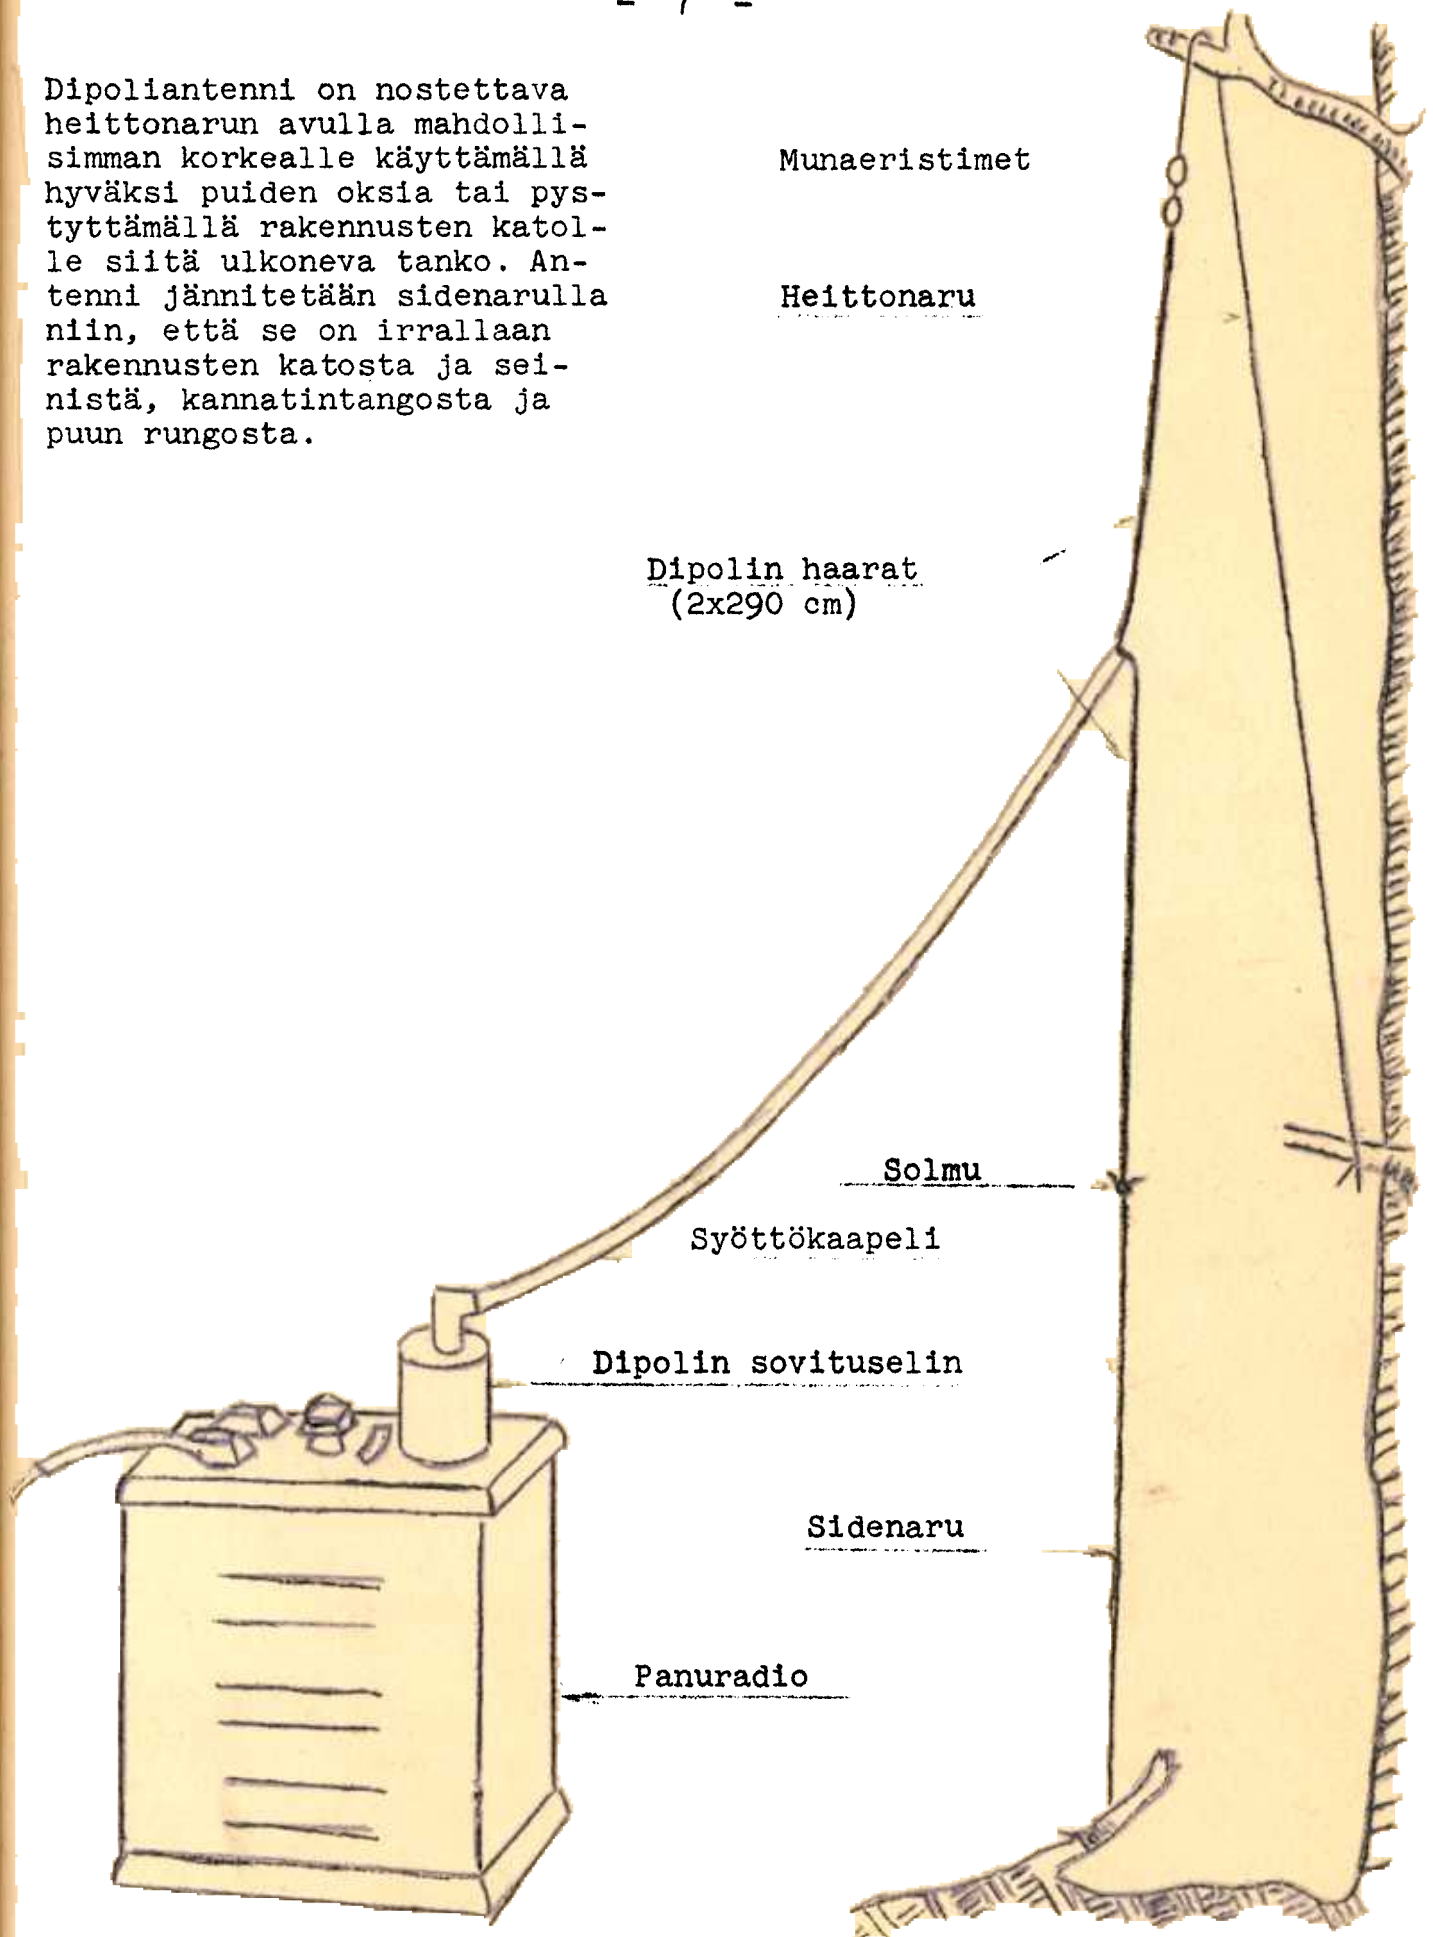 - 7 -
Dipoliantenni on nostettava
heittonarun avulla mahdolli-
simman korkealle käyttämällä
hyväksi puiden oksia tai pys-
tyttämällä rakennusten katol-
le siitä ulkoneva tanko. An-
tenni jännitetään sidenarulla
niin, että se on irrallaan
rakennusten katosta ja sei-
nistä, kannatintangosta ja
puun rungosta.
Munaeristimet
Heittonaru
Dipolin haarat
(2x290 cm)
Solmu
Syöttökaapeli
Dipolin sovituselin
Sidenaru
Panuradio